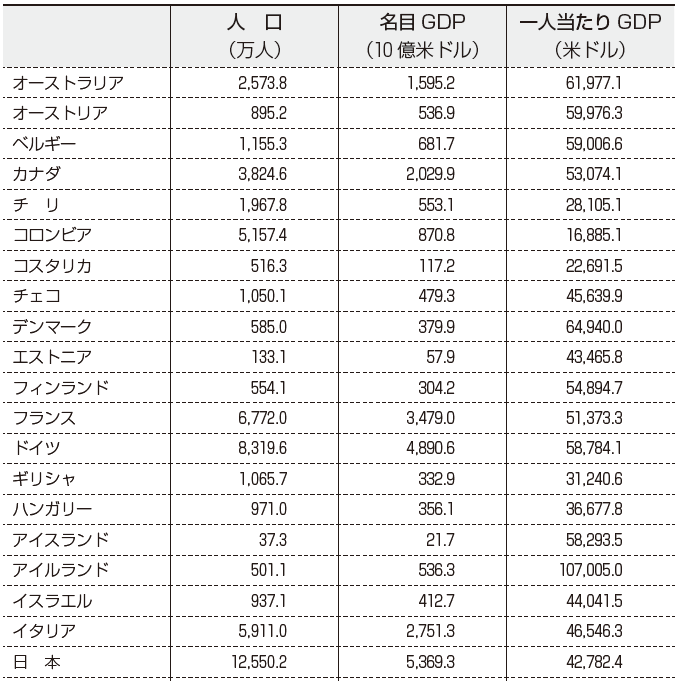 人　口 名目 GDP 一人当たり GDP
（万人） （10 億米ドル） （米ドル）
オーストラリア 2,573.8 1,595.2 61,977.1
オーストリア 895.2 536.9 59,976.3
ベルギー 1,155.3 681.7 59,006.6
カナダ 3,824.6 2,029.9 53,074.1
チ　リ 1,967.8 553.1 28,105.1
コロンビア 5,157.4 870.8 16,885.1
コスタリカ 516.3 117.2 22,691.5
チェコ 1,050.1 479.3 45,639.9
デンマーク 585.0 379.9 64,940.0
エストニア 133.1 57.9 43,465.8
フィンランド 554.1 304.2 54,894.7
フランス 6,772.0 3,479.0 51,373.3
ドイツ 8,319.6 4,890.6 58,784.1
ギリシャ 1,065.7 332.9 31,240.6
ハンガリー 971.0 356.1 36,677.8
アイスランド 37.3 21.7 58,293.5
アイルランド 501.1 536.3 107,005.0
イスラエル 937.1 412.7 44,041.5
イタリア 5,911.0 2,751.3 46,546.3
日　本 12,550.2 5,369.3 42,782.4